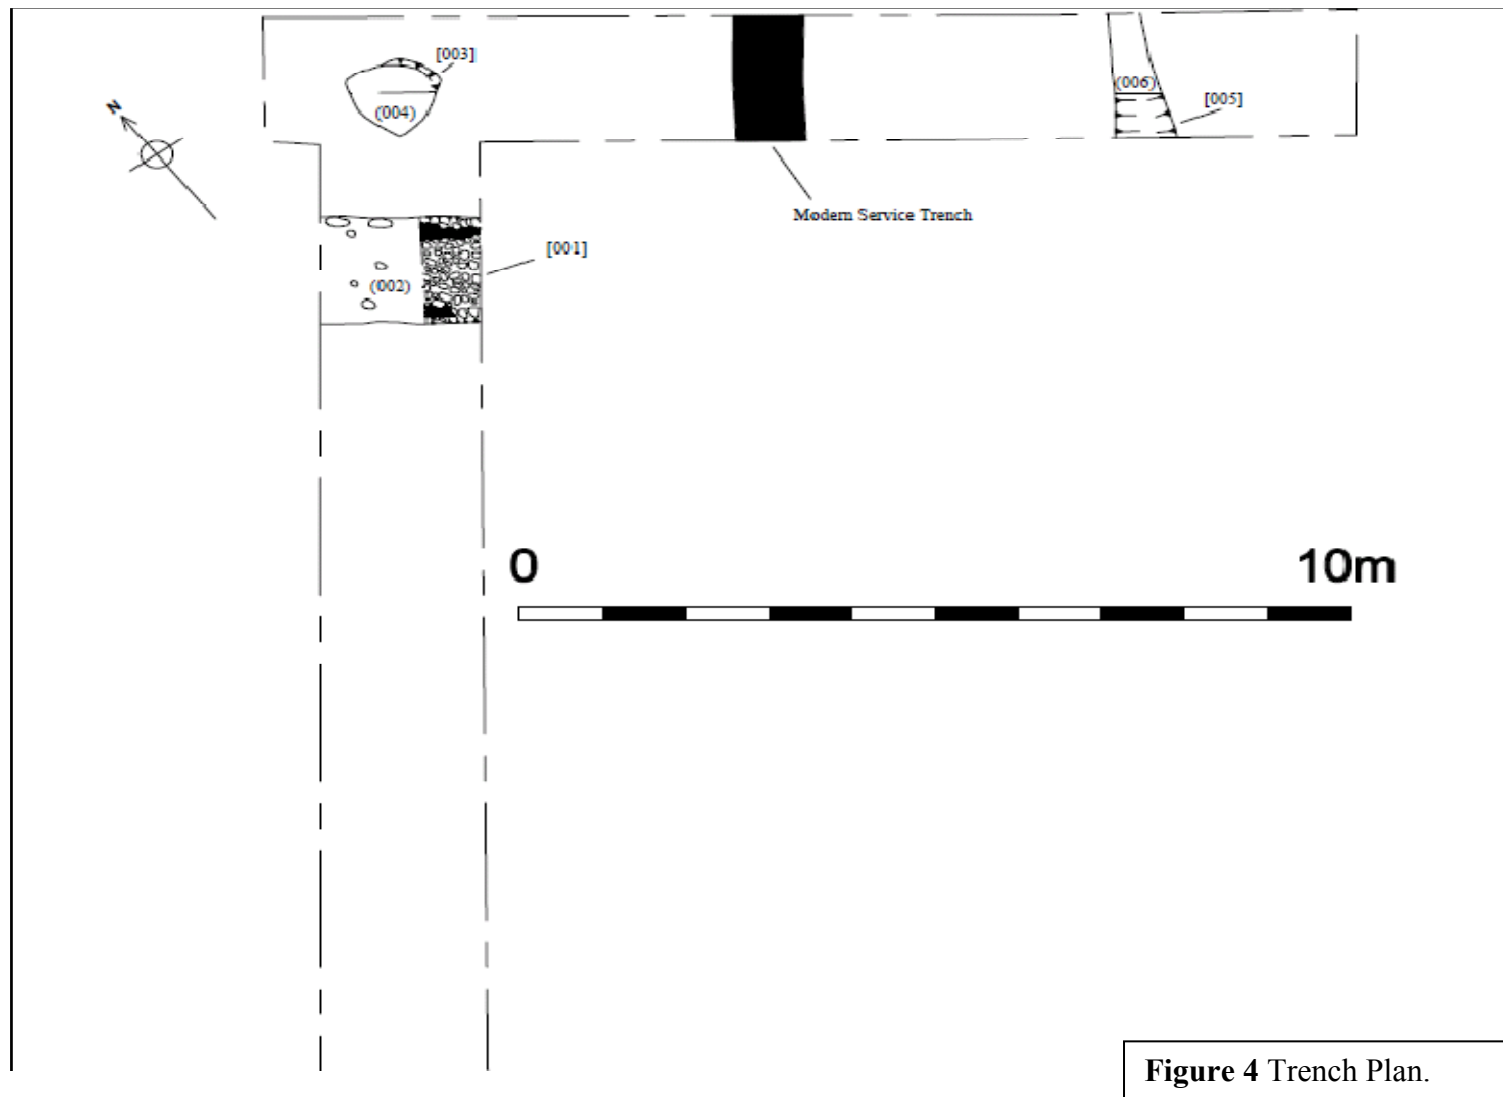 [003]
(004)
(006)
[005]
N
Modern Service Trench
[001]
(002)
0 10m
Figure 4 Trench Plan.